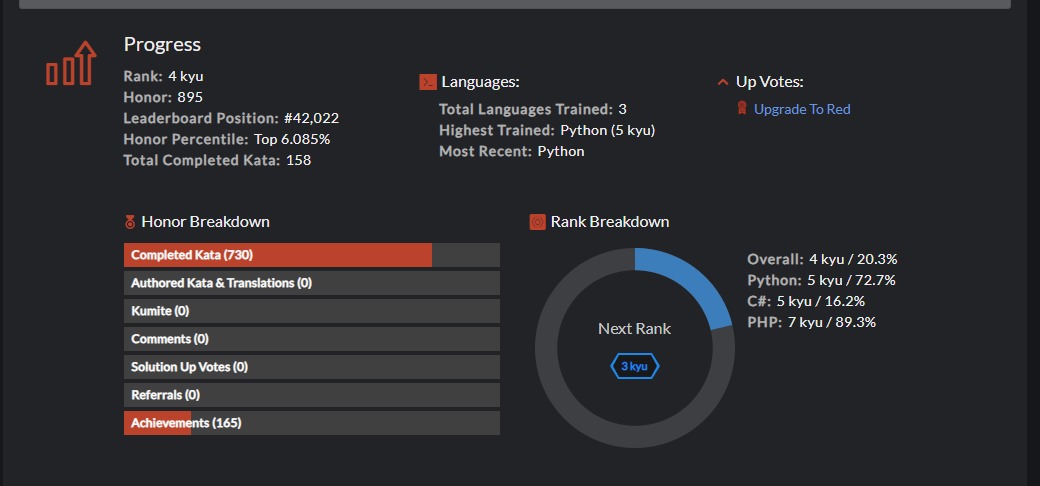 Progress
Rank: 4 kyu
Honor: 895
Leaderboard Position: #42,022
Honor Percentile: Top 6.085%
Total Completed Kata: 158
Languages:
Total Languages Trained: 3
Highest Trained: Python (5 kyu)
Most Recent: Python
Up Votes:
Upgrade To Red
Honor Breakdown
Completed Kata (730)
Authored Kata & Translations (0)
Kumite (0)
Comments (0)
Solution Up Votes (0)
Referrals (0)
Achievements (165)
Rank Breakdown
Next Rank
3 kyu
Overall: 4 kyu / 20.3%
Python: 5 kyu / 72.7%
C#: 5 kyu / 16.2%
PHP: 7 kyu / 89.3%